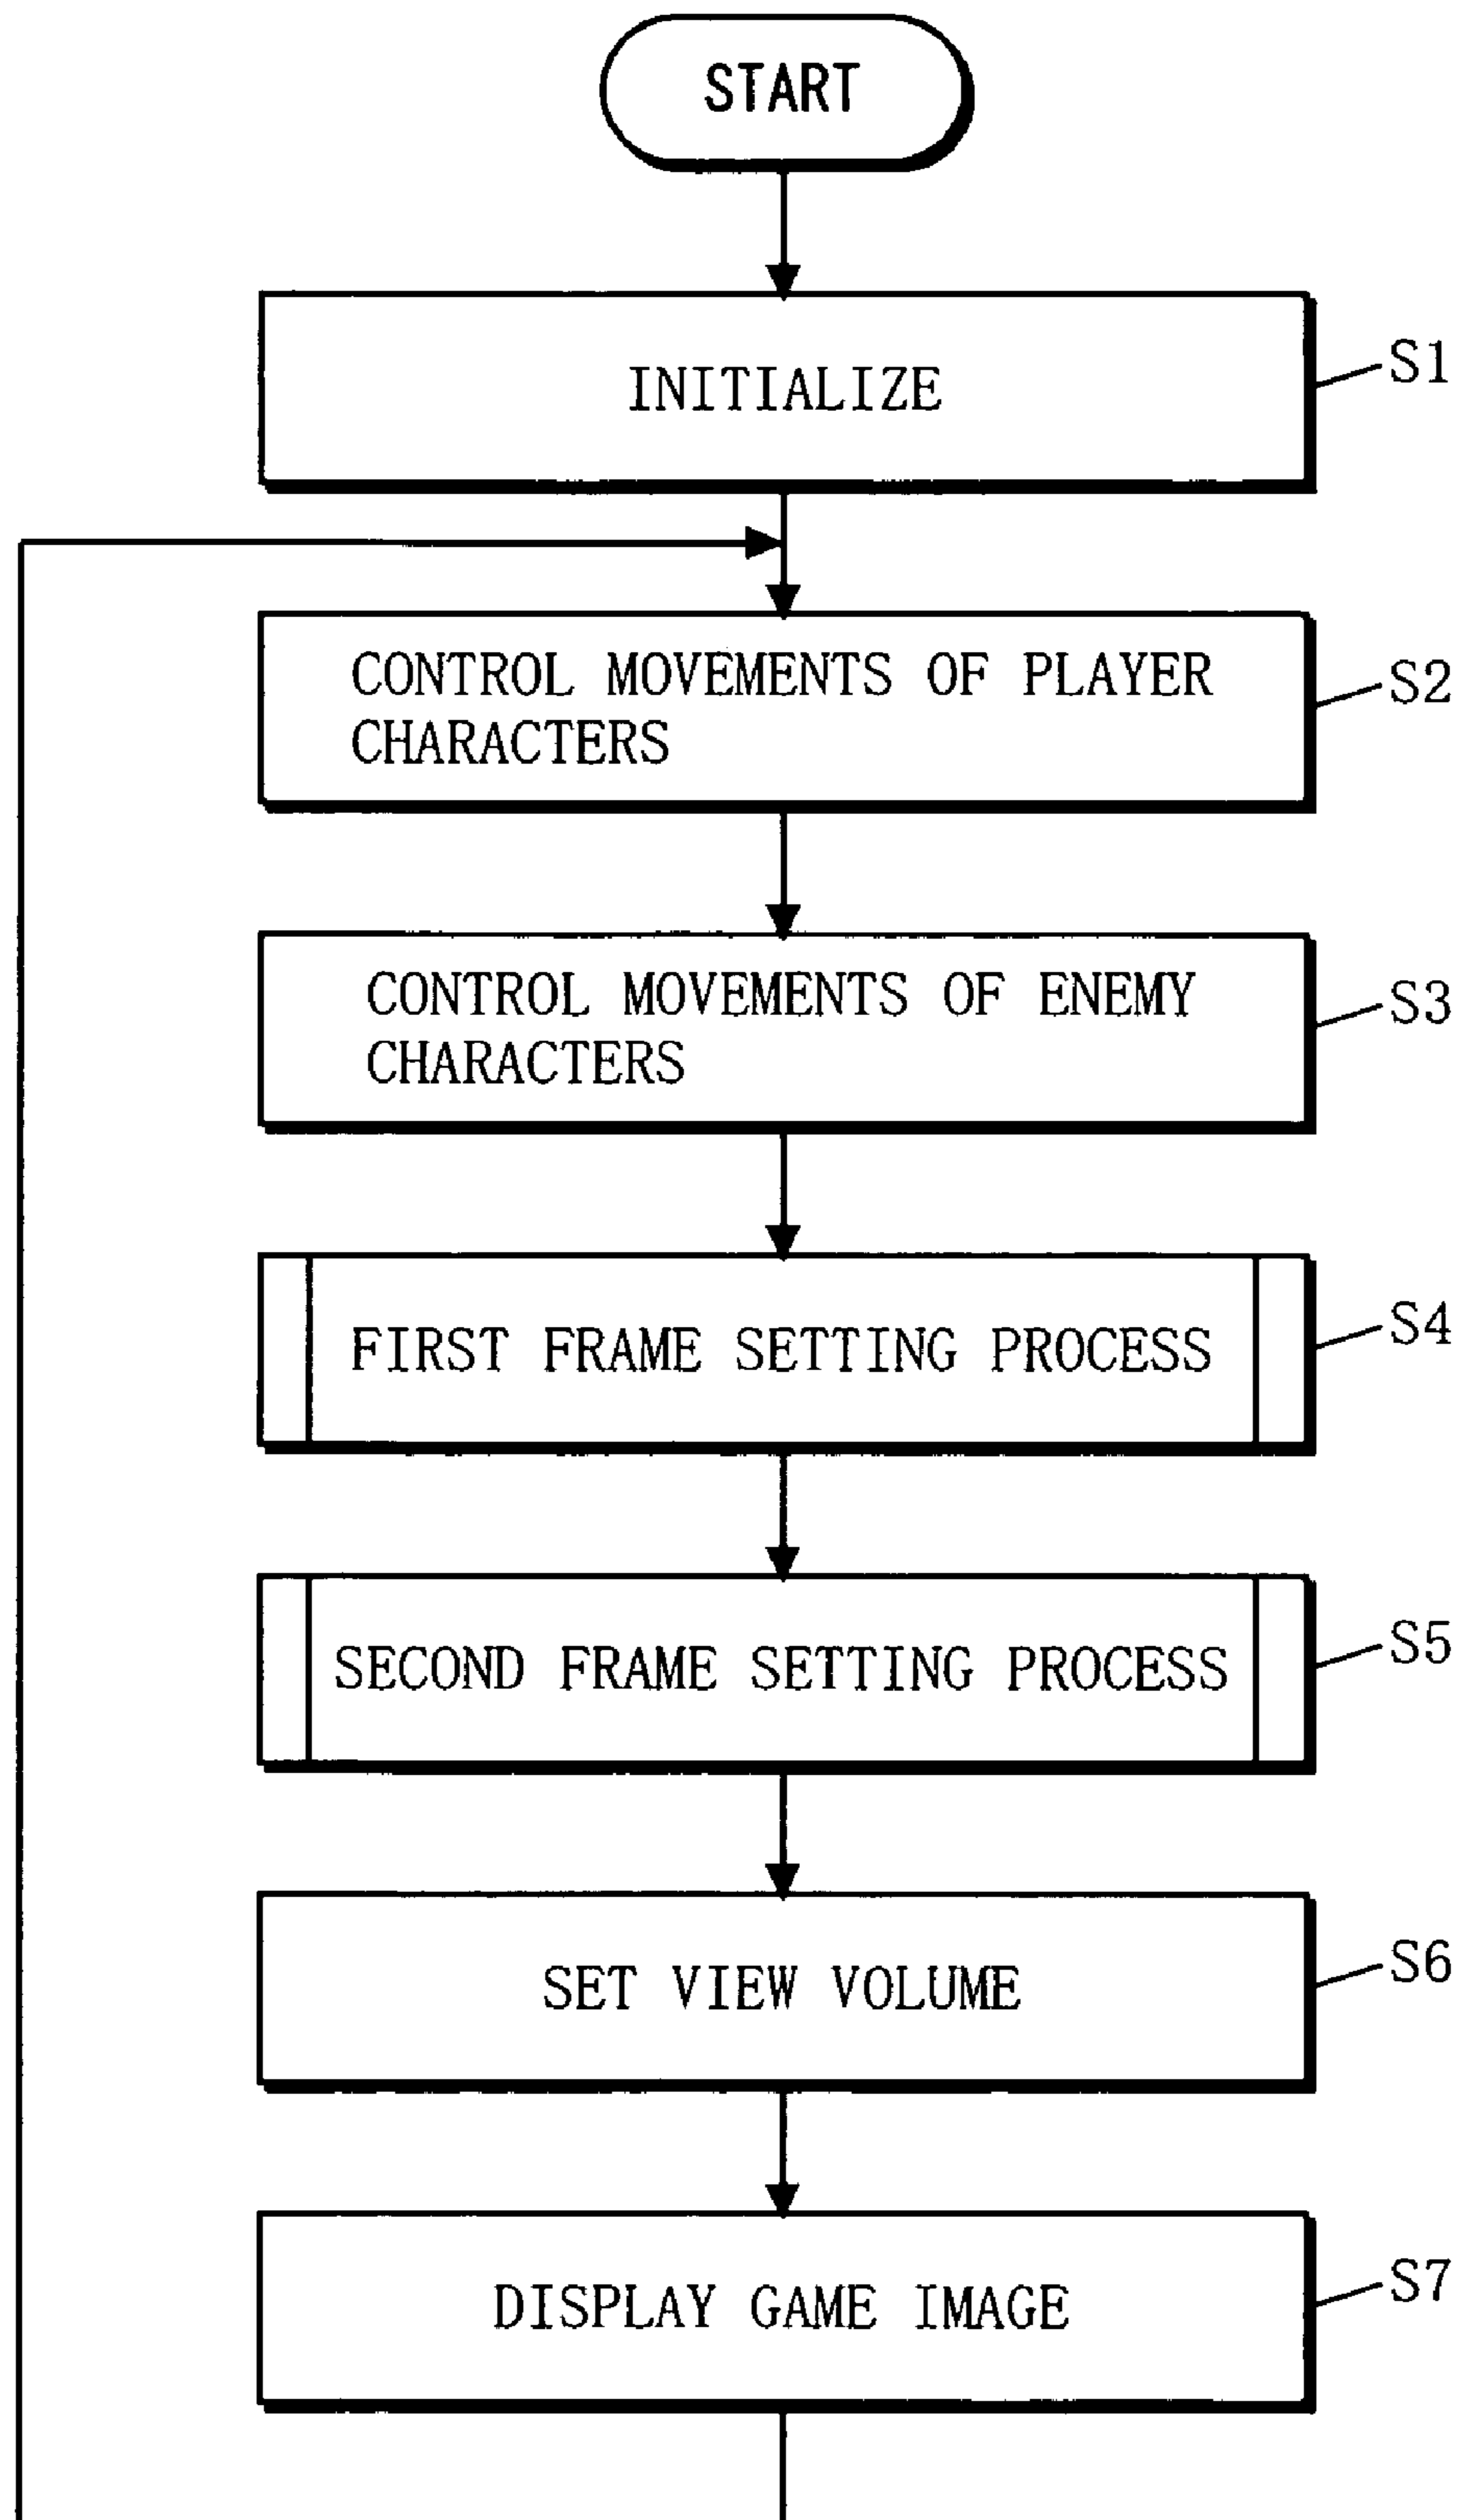 START
INITIALIZE
S1
CONTROL MOVEMENTS OF PLAYER
CHARACTERS
S2
CONTROL MOVEMENTS OF ENEMY
CHARACTERS
S3
FIRST FRAME SETTING PROCESS
S4
SECOND FRAME SETTING PROCESS
S5
SET VIEW VOLUME
S6
DISPLAY GAME IMAGE
S7